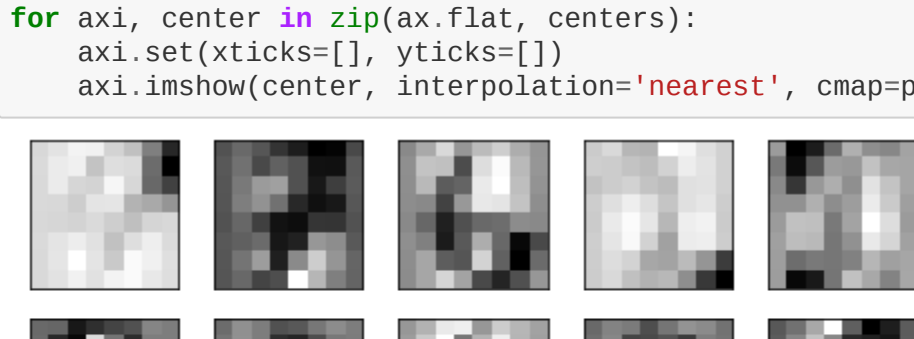 for axi, center in zip(ax.flat, centers):
    axi.set(xticks=[], yticks=[])
    axi.imshow(center, interpolation='nearest', cmap=p